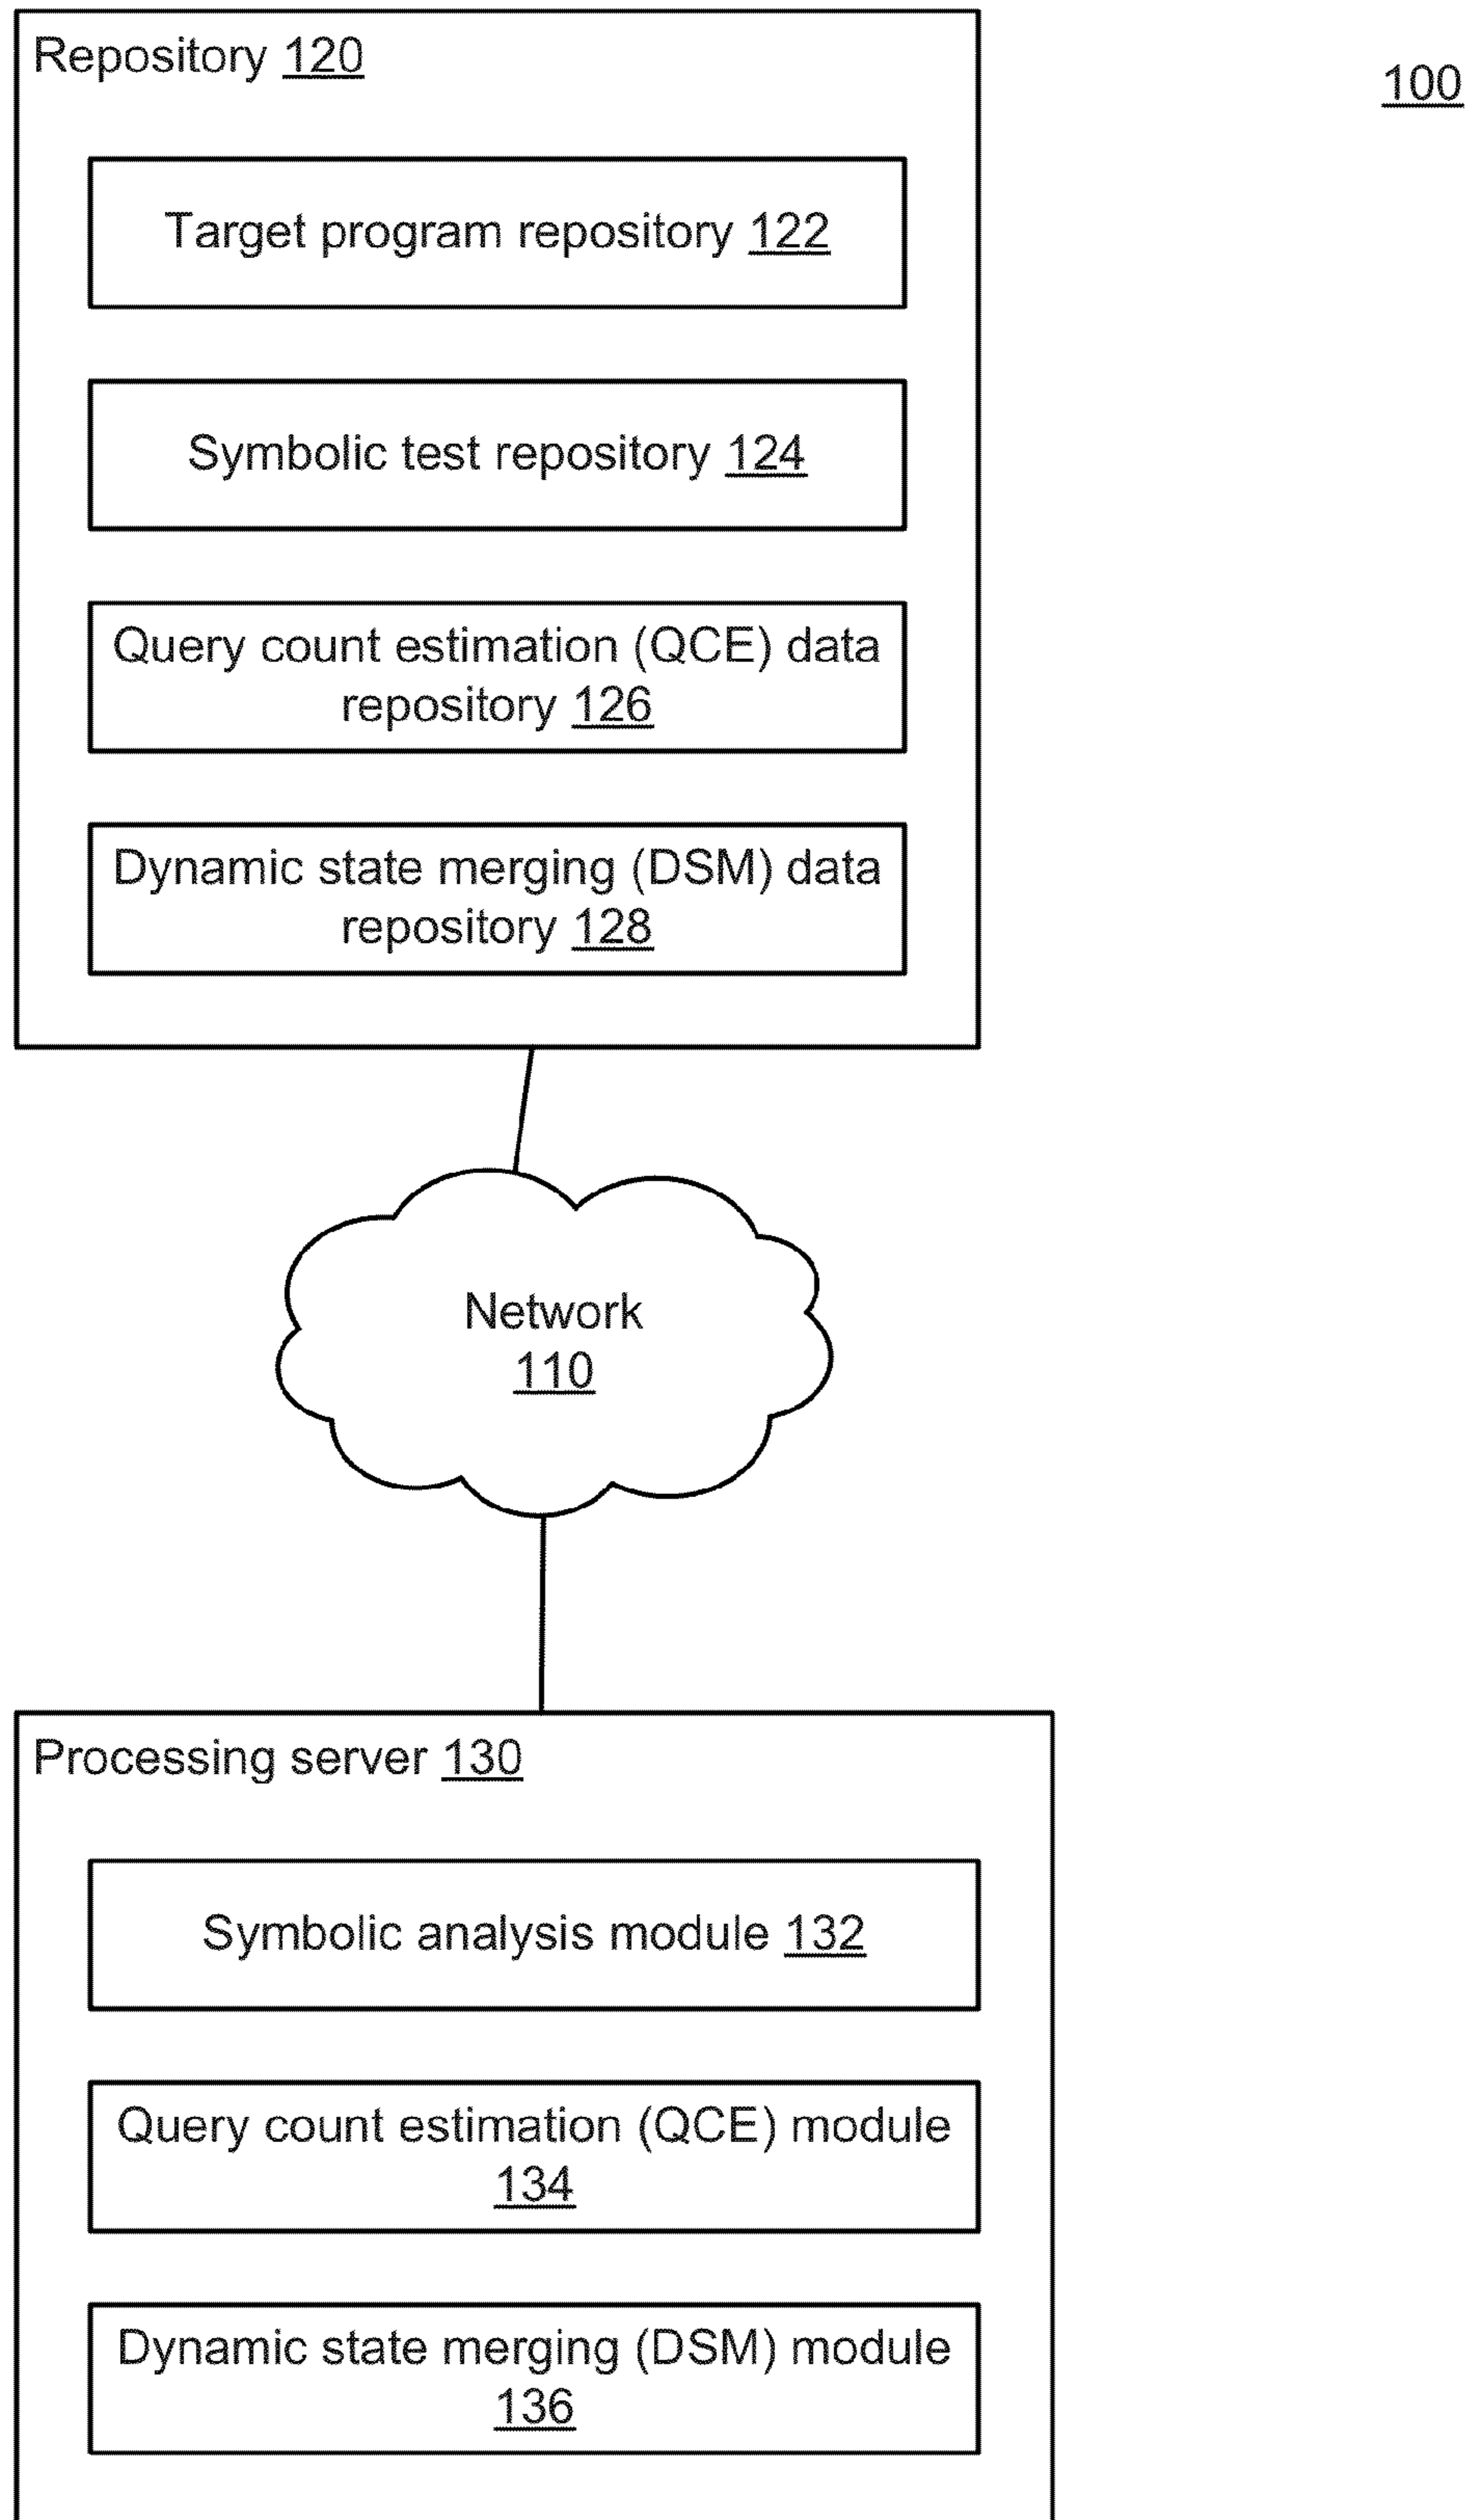 Repository 120
100
Target program repository 122
Symbolic test repository 124
Query count estimation (QCE) data
repository 126
Dynamic state merging (DSM) data
repository 128
Network
110
Processing server 130
Symbolic analysis module 132
Query count estimation (QCE) module
134
Dynamic state merging (DSM) module
136